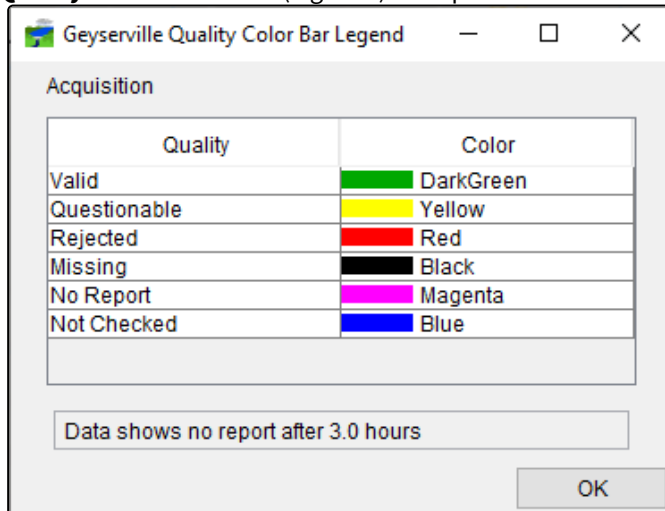 Geyserville Quality Color Bar Legend
Acquisition
Quality Color
Valid DarkGreen
Questionable Yellow
Rejected Red
Missing Black
No Report Magenta
Not Checked Blue
Data shows no report after 3.0 hours
OK